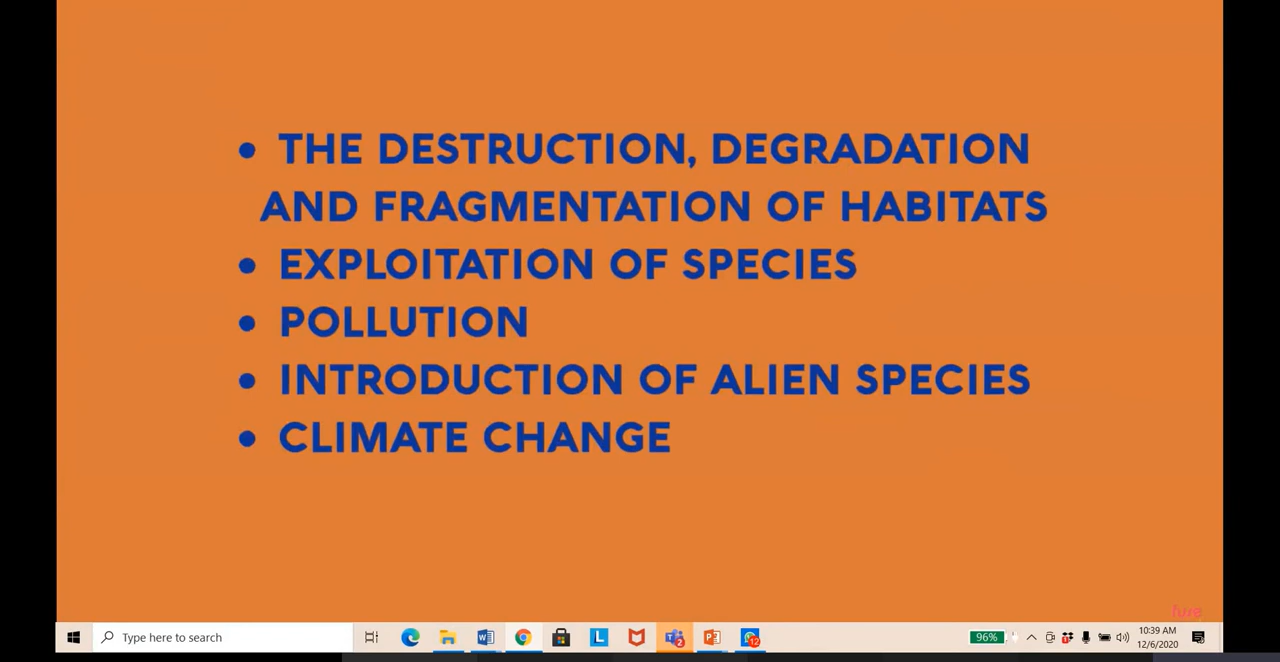 • THE DESTRUCTION, DEGRADATION
AND FRAGMENTATION OF HABITATS
• EXPLOITATION OF SPECIES
• POLLUTION
• INTRODUCTION OF ALIEN SPECIES
• CLIMATE CHANGE
fuse
Type here to search
96%
10:39 AM
12/6/2020